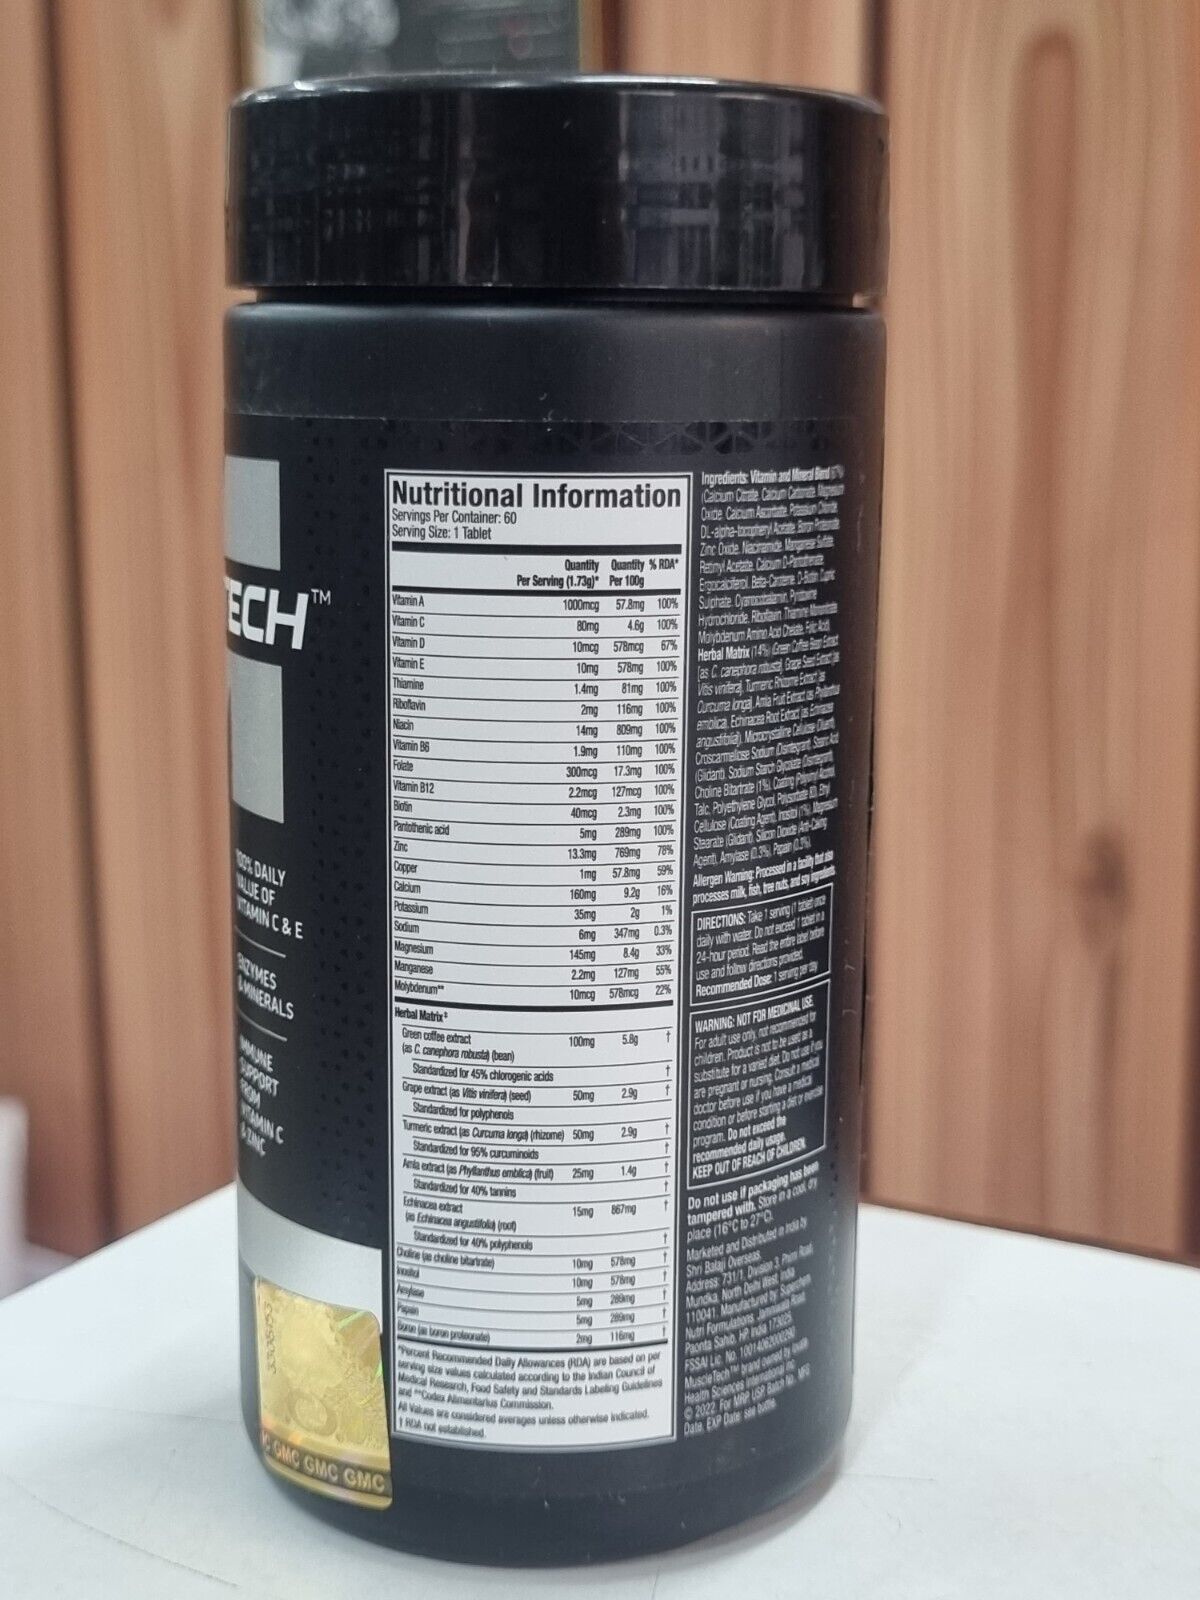 ECH™
100% DAILY
VALUE OF
VITAMIN C & E
ENZYMES
& MINERALS
IMMUNE
SUPPORT
FROM
VITAMIN C
& ZINC
GMC GMC GMC
Nutritional Information
Servings Per Container: 60
Serving Size: 1 Tablet
Quantity Per Serving (1.73g)* Quantity Per 100g % RDA*
Vitamin A 1000mcg 57.8mg 100%
Vitamin C 80mg 4.6g 100%
Vitamin D 10mcg 578mcg 67%
Vitamin E 10mg 578mg 100%
Thiamine 1.4mg 81mg 100%
Riboflavin 2mg 116mg 100%
Niacin 14mg 809mg 100%
Vitamin B6 1.9mg 110mg 100%
Folate 300mcg 17.3mg 100%
Vitamin B12 2.2mcg 127mcg 100%
Biotin 40mcg 2.3mg 100%
Pantothenic acid 5mg 289mg 100%
Zinc 13.3mg 769mg 78%
Copper 1mg 57.8mg 59%
Calcium 160mg 9.2g 16%
Potassium 35mg 2g 1%
Sodium 6mg 347mg 0.3%
Magnesium 145mg 8.4g 33%
Manganese 2.2mg 127mg 55%
Molybdenum** 10mcg 578mcg 22%
Herbal Matrix‡
Green coffee extract 100mg 5.8g †
(as C. canephora robusta) (bean)
Standardized for 45% chlorogenic acids †
Grape extract (as Vitis vinifera) (seed) 50mg 2.9g †
Standardized for polyphenols
Turmeric extract (as Curcuma longa) (rhizome) 50mg 2.9g †
Standardized for 95% curcuminoids †
Amla extract (as Phyllanthus emblica) (fruit) 25mg 1.4g †
Standardized for 40% tannins †
Echinacea extract 15mg 867mg †
(as Echinacea angustifolia) (root)
Standardized for 40% polyphenols †
Choline (as choline bitartrate) 10mg 578mg †
Inositol 10mg 578mg †
Amylase 5mg 289mg †
Papain 5mg 289mg †
Boron (as boron proteonate) 2mg 116mg †
*Percent Recommended Daily Allowances (RDA) are based on per
serving size values calculated according to the Indian Council of
Medical Research, Food Safety and Standards Labeling Guidelines
and **Codex Alimentarius Commission.
All Values are considered averages unless otherwise indicated.
† RDA not established.
Ingredients: Vitamin and Mineral Blend
(Calcium Citrate, Calcium Carbonate, Magnesium
Oxide, Calcium Ascorbate, Potassium Chloride,
DL-alpha-tocopheryl Acetate, Boron Proteonate,
Zinc Oxide, Niacinamide, Manganese Sulfate,
Retinyl Acetate, Calcium D-Pantothenate,
Ergocalciferol, Beta-Carotene, D-Biotin, Cupric
Sulphate, Cyanocobalamin, Pyridoxine
Hydrochloride, Riboflavin, Thiamine Mononitrate,
Molybdenum Amino Acid Chelate, Folic Acid),
Herbal Matrix (14%) (Green Coffee Bean Extract
[as C. canephora robusta], Grape Seed Extract [as
Vitis vinifera], Turmeric Rhizome Extract [as
Curcuma longa], Amla Fruit Extract [as Phyllanthus
emblica], Echinacea Root Extract [as Echinacea
angustifolia]), Microcrystalline Cellulose (Diluent),
Croscarmellose Sodium (Disintegrant), Stearic Acid
(Glidant), Sodium Starch Glycolate (Disintegrant),
Choline Bitartrate (1%), Coating (Polyvinyl Alcohol,
Talc, Polyethylene Glycol, Polysorbate 80), Ethyl
Cellulose (Coating Agent), Inositol (1%), Magnesium
Stearate (Glidant), Silicon Dioxide (Anti-Caking
Agent), Amylase (0.3%), Papain (0.3%).
Allergen Warning: Processed in a facility that also
processes milk, fish, tree nuts, and soy ingredients.
DIRECTIONS: Take 1 serving (1 tablet) once
daily with water. Do not exceed 1 tablet in a
24-hour period. Read the entire label before
use and follow directions provided.
Recommended Dose: 1 serving per day
WARNING: NOT FOR MEDICINAL USE.
For adult use only, not recommended for
children. Product is not to be used as a
substitute for a varied diet. Do not use if you
are pregnant or nursing. Consult a medical
doctor before use if you have a medical
condition or before starting a diet or exercise
program. Do not exceed the
recommended daily usage.
KEEP OUT OF REACH OF CHILDREN.
Do not use if packaging has been
tampered with. Store in a cool, dry
place (16°C to 27°C).
Marketed and Distributed in India by
Shri Balaji Overseas.
Address: 731/1, Division 3, Phirni Road,
Mundka, North Delhi West, India
110041. Manufactured by: Superchem
Nutri Formulations, Jamniwala Road,
Paonta Sahib, HP India 173025.
FSSAI Lic. No. 10014062000290
MuscleTech™ brand owned by Iovate
Health Sciences International Inc.
© 2022. For MRP, USP, Batch No., MFG
Date, EXP Date: see bottle.